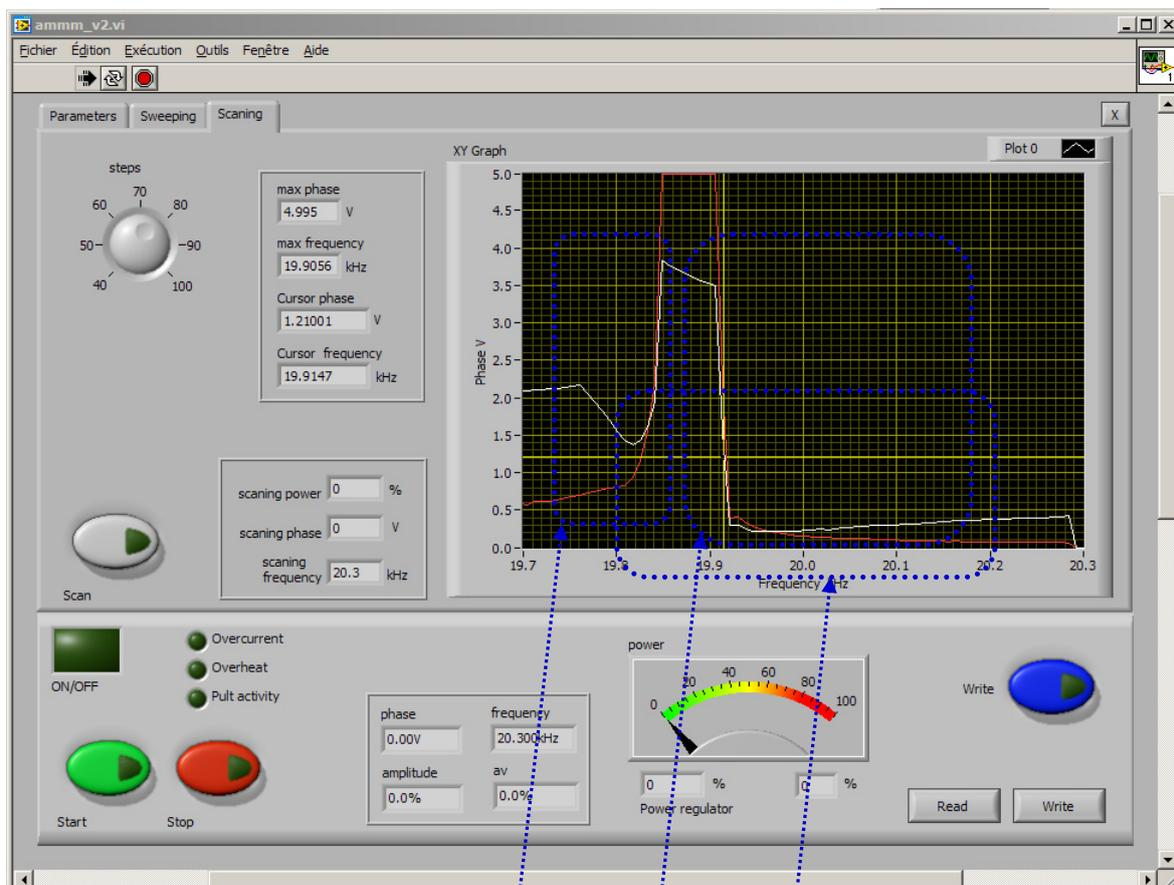 ammm_v2.vi
Fichier Édition Exécution Outils Fenêtre Aide
1
Parameters Sweeping Scaning
X
steps
40 50 60 70 80 90 100
max phase
4.995 V
max frequency
19.9056 kHz
Cursor phase
1.21001 V
Cursor frequency
19.9147 kHz
XY Graph
Plot 0
Phase V
5.0
4.5
4.0
3.5
3.0
2.5
2.0
1.5
1.0
0.5
0.0
19.7 19.8 19.9 20.0 20.1 20.2 20.3
Frequency
scaning power 0 %
scaning phase 0 V
scaning
frequency 20.3 kHz
Scan
ON/OFF
Overcurrent
Overheat
Pult activity
Start
Stop
phase frequency
0.00V 20.300kHz
amplitude av
0.0% 0.0%
power
0 20 40 60 80 100
0 % 0 %
Power regulator
Write
Read Write